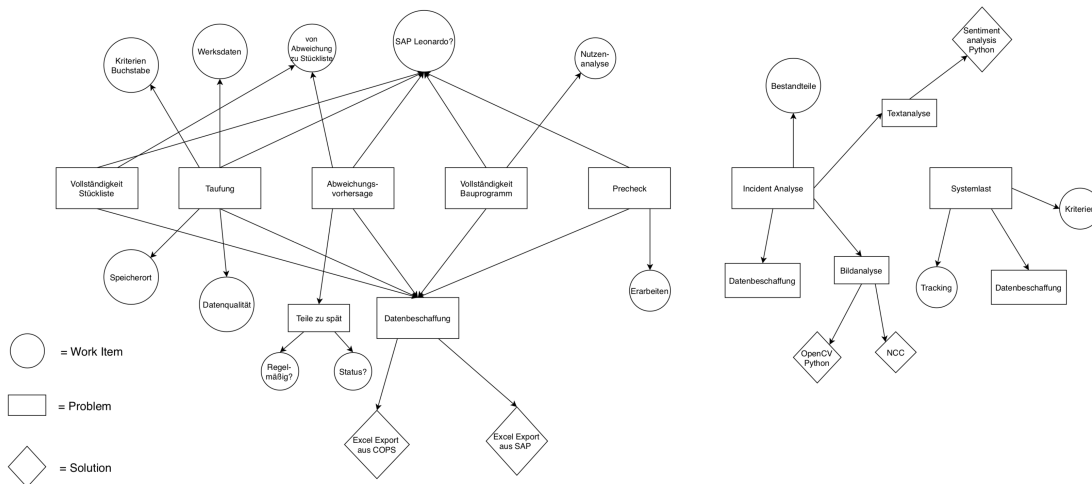 Kriterien
Buchstabe
Werksdaten
von
Abweichung
zu Stückliste
SAP Leonardo?
Nutzen-
analyse
Sentiment
analysis
Python
Bestandteile
Textanalyse
Vollständigkeit
Stückliste
Taufung
Abweichungs-
vorhersage
Vollständigkeit
Bauprogramm
Precheck
Incident Analyse
Systemlast
Kriterien
Speicherort
Datenqualität
Teile zu spät
Datenbeschaffung
Erarbeiten
Datenbeschaffung
Bildanalyse
Tracking
Datenbeschaffung
Regel-
mäßig?
Status?
OpenCV
Python
NCC
Excel Export
aus COPS
Excel Export
aus SAP
= Work Item
= Problem
= Solution